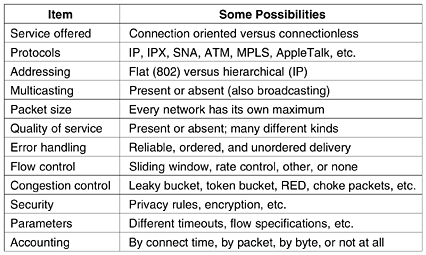 Item Some Possibilities
Service offered Connection oriented versus connectionless
Protocols IP, IPX, SNA, ATM, MPLS, AppleTalk, etc.
Addressing Flat (802) versus hierarchical (IP)
Multicasting Present or absent (also broadcasting)
Packet size Every network has its own maximum
Quality of service Present or absent; many different kinds
Error handling Reliable, ordered, and unordered delivery
Flow control Sliding window, rate control, other, or none
Congestion control Leaky bucket, token bucket, RED, choke packets, etc.
Security Privacy rules, encryption, etc.
Parameters Different timeouts, flow specifications, etc.
Accounting By connect time, by packet, by byte, or not at all